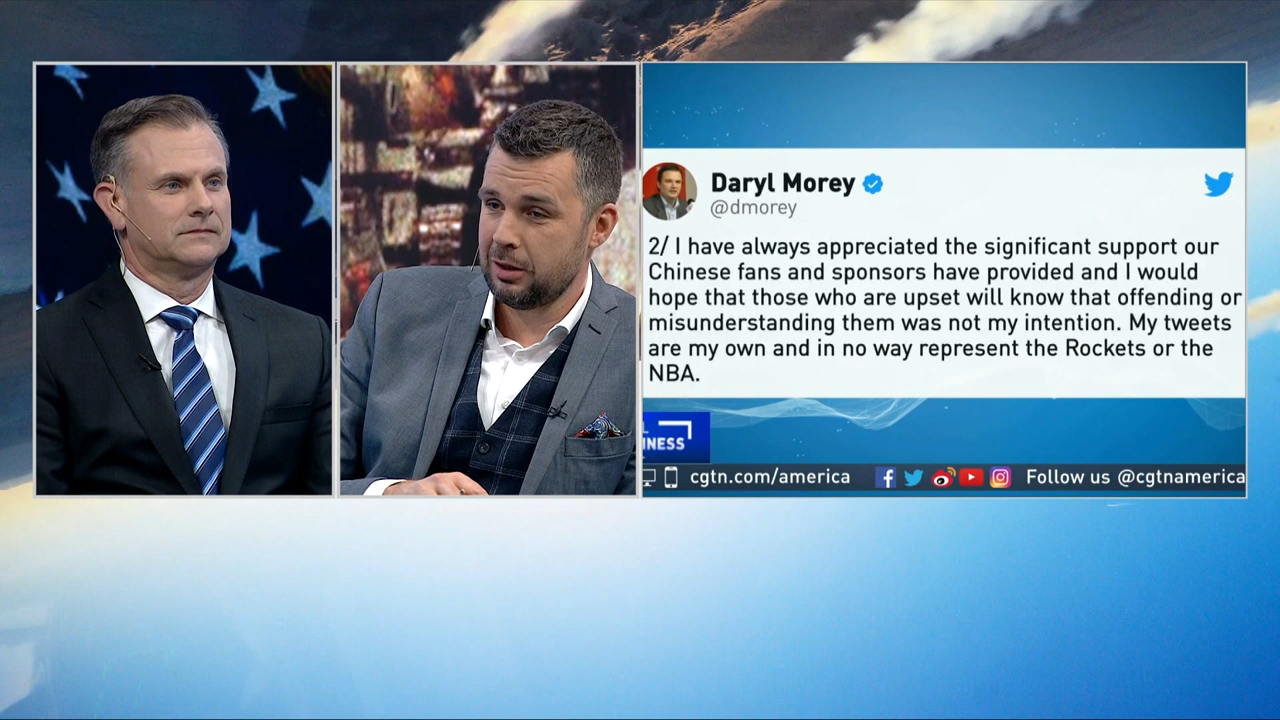 Daryl Morey
@dmorey
2/ I have always appreciated the significant support our
Chinese fans and sponsors have provided and I would
hope that those who are upset will know that offending or
misunderstanding them was not my intention. My tweets
are my own and in no way represent the Rockets or the
NBA.
cgtn.com/america
Follow us @cgtnamerica